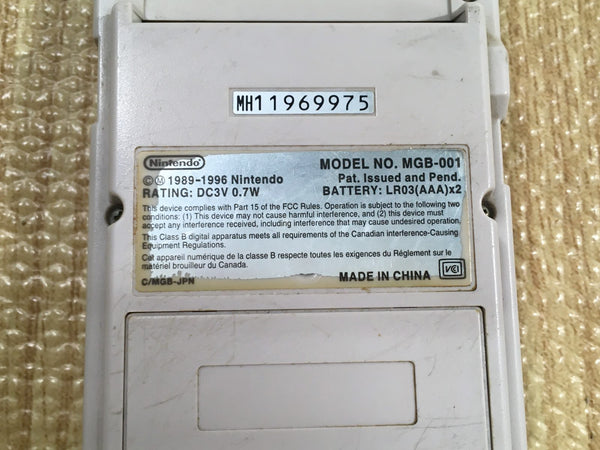 MH11969975
Nintendo
©Ⓜ 1989-1996 Nintendo
RATING: DC3V 0.7W
MODEL NO. MGB-001
Pat. Issued and Pend.
BATTERY: LR03(AAA)x2
This device complies with Part 15 of the FCC Rules. Operation is subject to the following two
conditions: (1) This device may not cause harmful interference, and (2) this device must
accept any interference received, including interference that may cause undesired operation.
This Class B digital apparatus meets all requirements of the Canadian Interference-Causing
Equipment Regulations.
Cet appareil numérique de la classe B respecte toutes les exigences du Réglement sur le
matériel brouilleur du Canada.
C/MGB-JPN
MADE IN CHINA
VCI